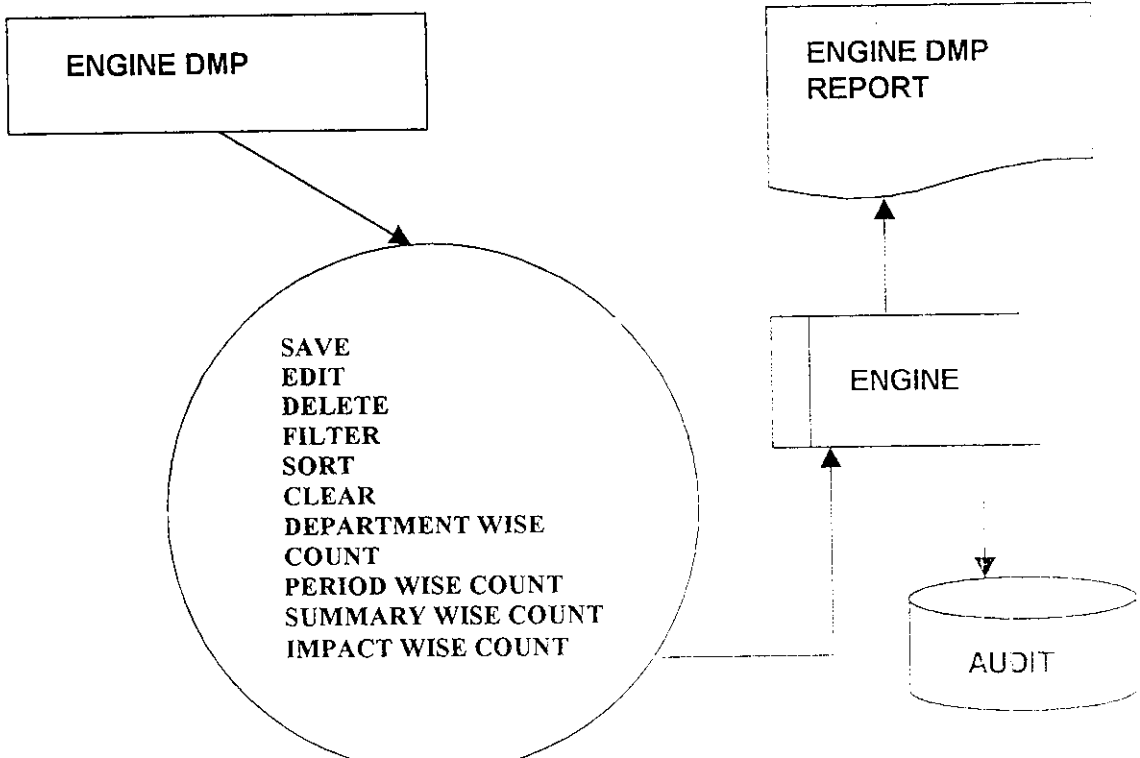 ENGINE DMP
ENGINE DMP
REPORT
SAVE
EDIT
DELETE
FILTER
SORT
CLEAR
DEPARTMENT WISE
COUNT
PERIOD WISE COUNT
SUMMARY WISE COUNT
IMPACT WISE COUNT
ENGINE
AUDIT